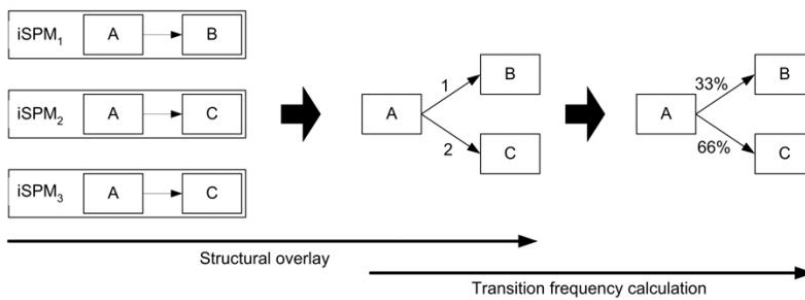 iSPM₁ A B
iSPM₂ A C
iSPM₃ A C
A 1 B
2 C
A 33% B
66% C
Structural overlay
Transition frequency calculation